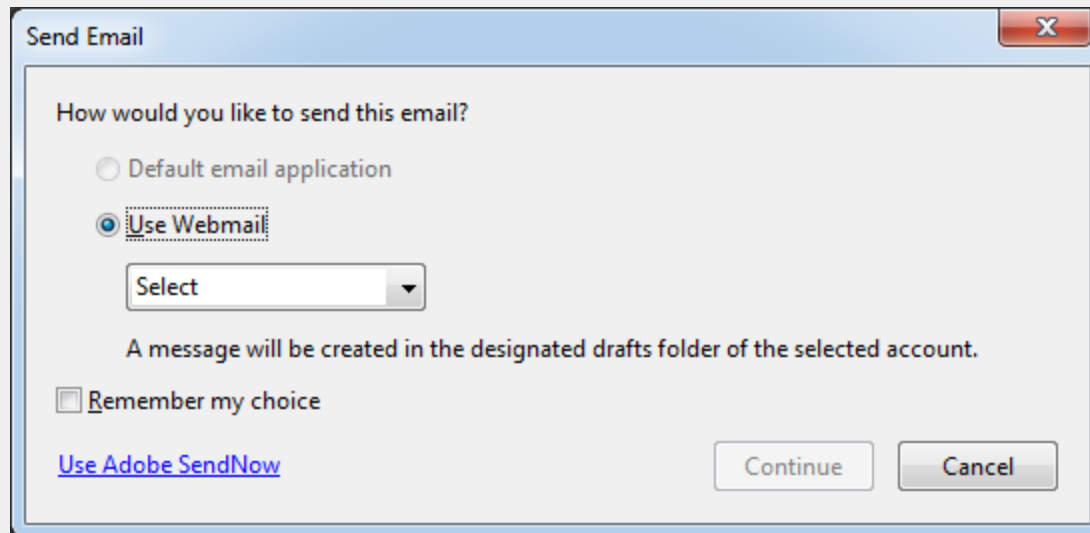 Send Email
How would you like to send this email?
Default email application
Use Webmail
Select
A message will be created in the designated drafts folder of the selected account.
Remember my choice
Use Adobe SendNow
Continue
Cancel